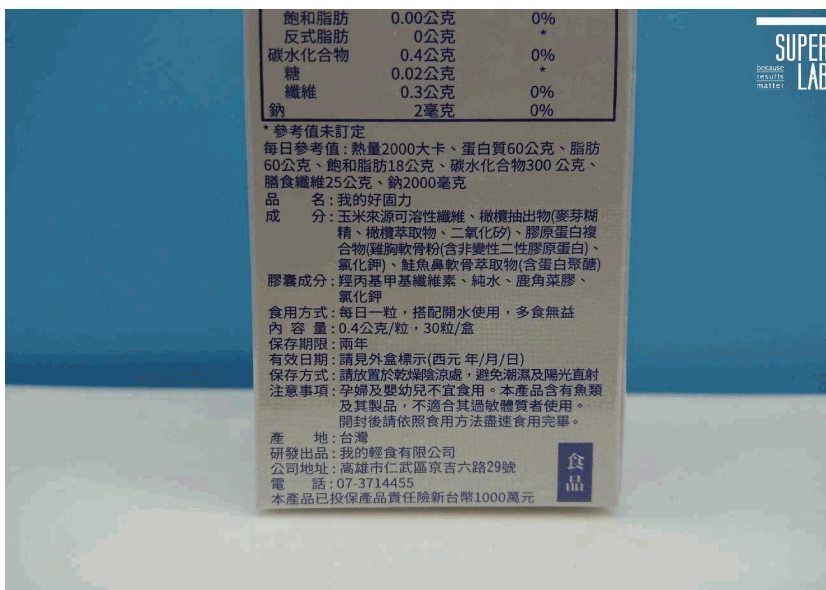 飽和脂肪 0.00公克 0%
反式脂肪 0公克 *
碳水化合物 0.4公克 0%
糖 0.02公克 *
纖維 0.3公克 0%
鈉 2毫克 0%
* 參考值未訂定
每日參考值:熱量2000大卡、蛋白質60公克、脂肪
60公克、飽和脂肪18公克、碳水化合物300 公克、
膳食纖維25公克、鈉2000毫克
品 名:我的好固力
成 分:玉米來源可溶性纖維、橄欖抽出物(麥芽糊
精、橄欖萃取物、二氧化矽)、膠原蛋白複
合物(雞胸軟骨粉(含非變性二性膠原蛋白)、
氯化鉀)、鮭魚鼻軟骨萃取物(含蛋白聚醣)
膠囊成分:羥丙基甲基纖維素、純水、鹿角菜膠、
氯化鉀
食用方式:每日一粒,搭配開水使用,多食無益
內 容 量:0.4公克/粒,30粒/盒
保存期限:兩年
有效日期:請見外盒標示(西元 年/月/日)
保存方式:請放置於乾燥陰涼處,避免潮濕及陽光直射
注意事項:孕婦及嬰幼兒不宜食用。本產品含有魚類
及其製品,不適合其過敏體質者使用。
開封後請依照食用方法盡速食用完畢。
產 地:台灣
研發出品:我的輕食有限公司
公司地址:高雄市仁武區京吉六路29號
電 話:07-3714455
本產品已投保產品責任險新台幣1000萬元
食品
SUPER
because
results
matter
LAB